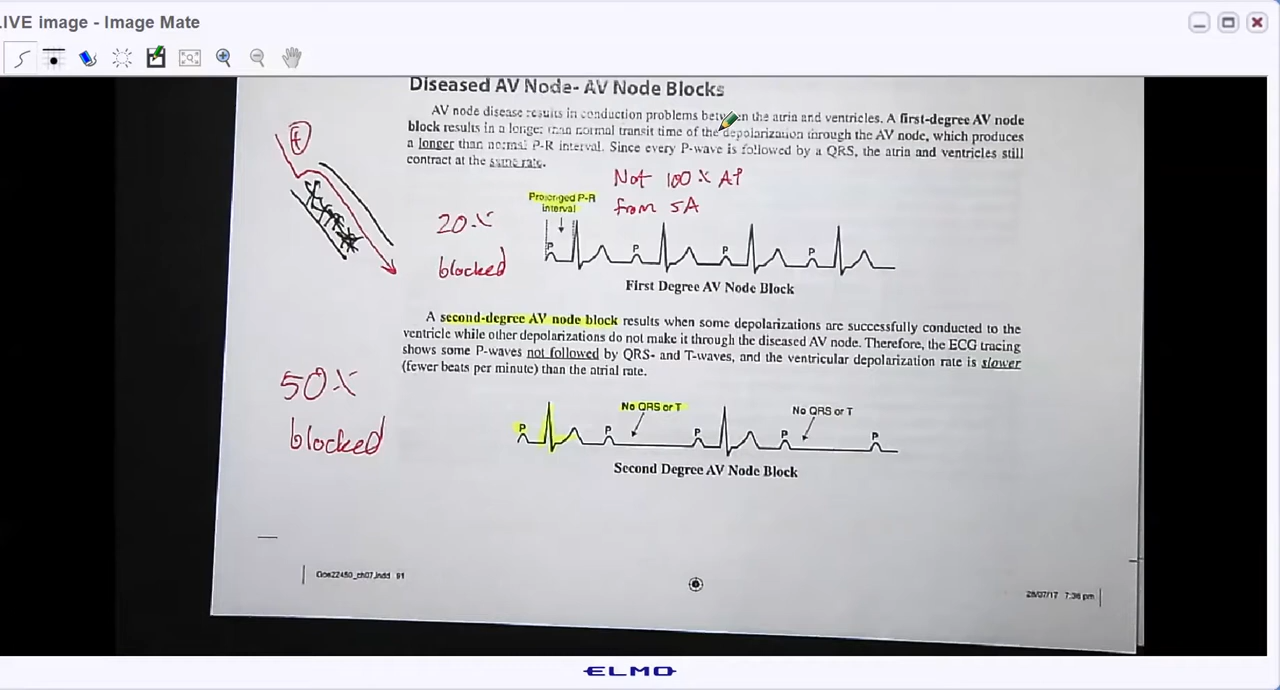 LIVE image - Image Mate
Diseased AV Node- AV Node Blocks
AV node disease results in conduction problems between the atria and ventricles. A first-degree AV node
block results in a longer than normal transit time of the depolarization through the AV node, which produces
a longer than normal P-R interval. Since every P-wave is followed by a QRS, the atria and ventricles still
contract at the same rate.
Not 100% AP
from SA
Prolonged P-R
interval
20%
blocked
P P P P
First Degree AV Node Block
A second-degree AV node block results when some depolarizations are successfully conducted to the
ventricle while other depolarizations do not make it through the diseased AV node. Therefore, the ECG tracing
shows some P-waves not followed by QRS- and T-waves, and the ventricular depolarization rate is slower
(fewer beats per minute) than the atrial rate.
50%
blocked
No QRS or T No QRS or T
P P P P P
Second Degree AV Node Block
91
28/07/17 7:36 pm
ELMO